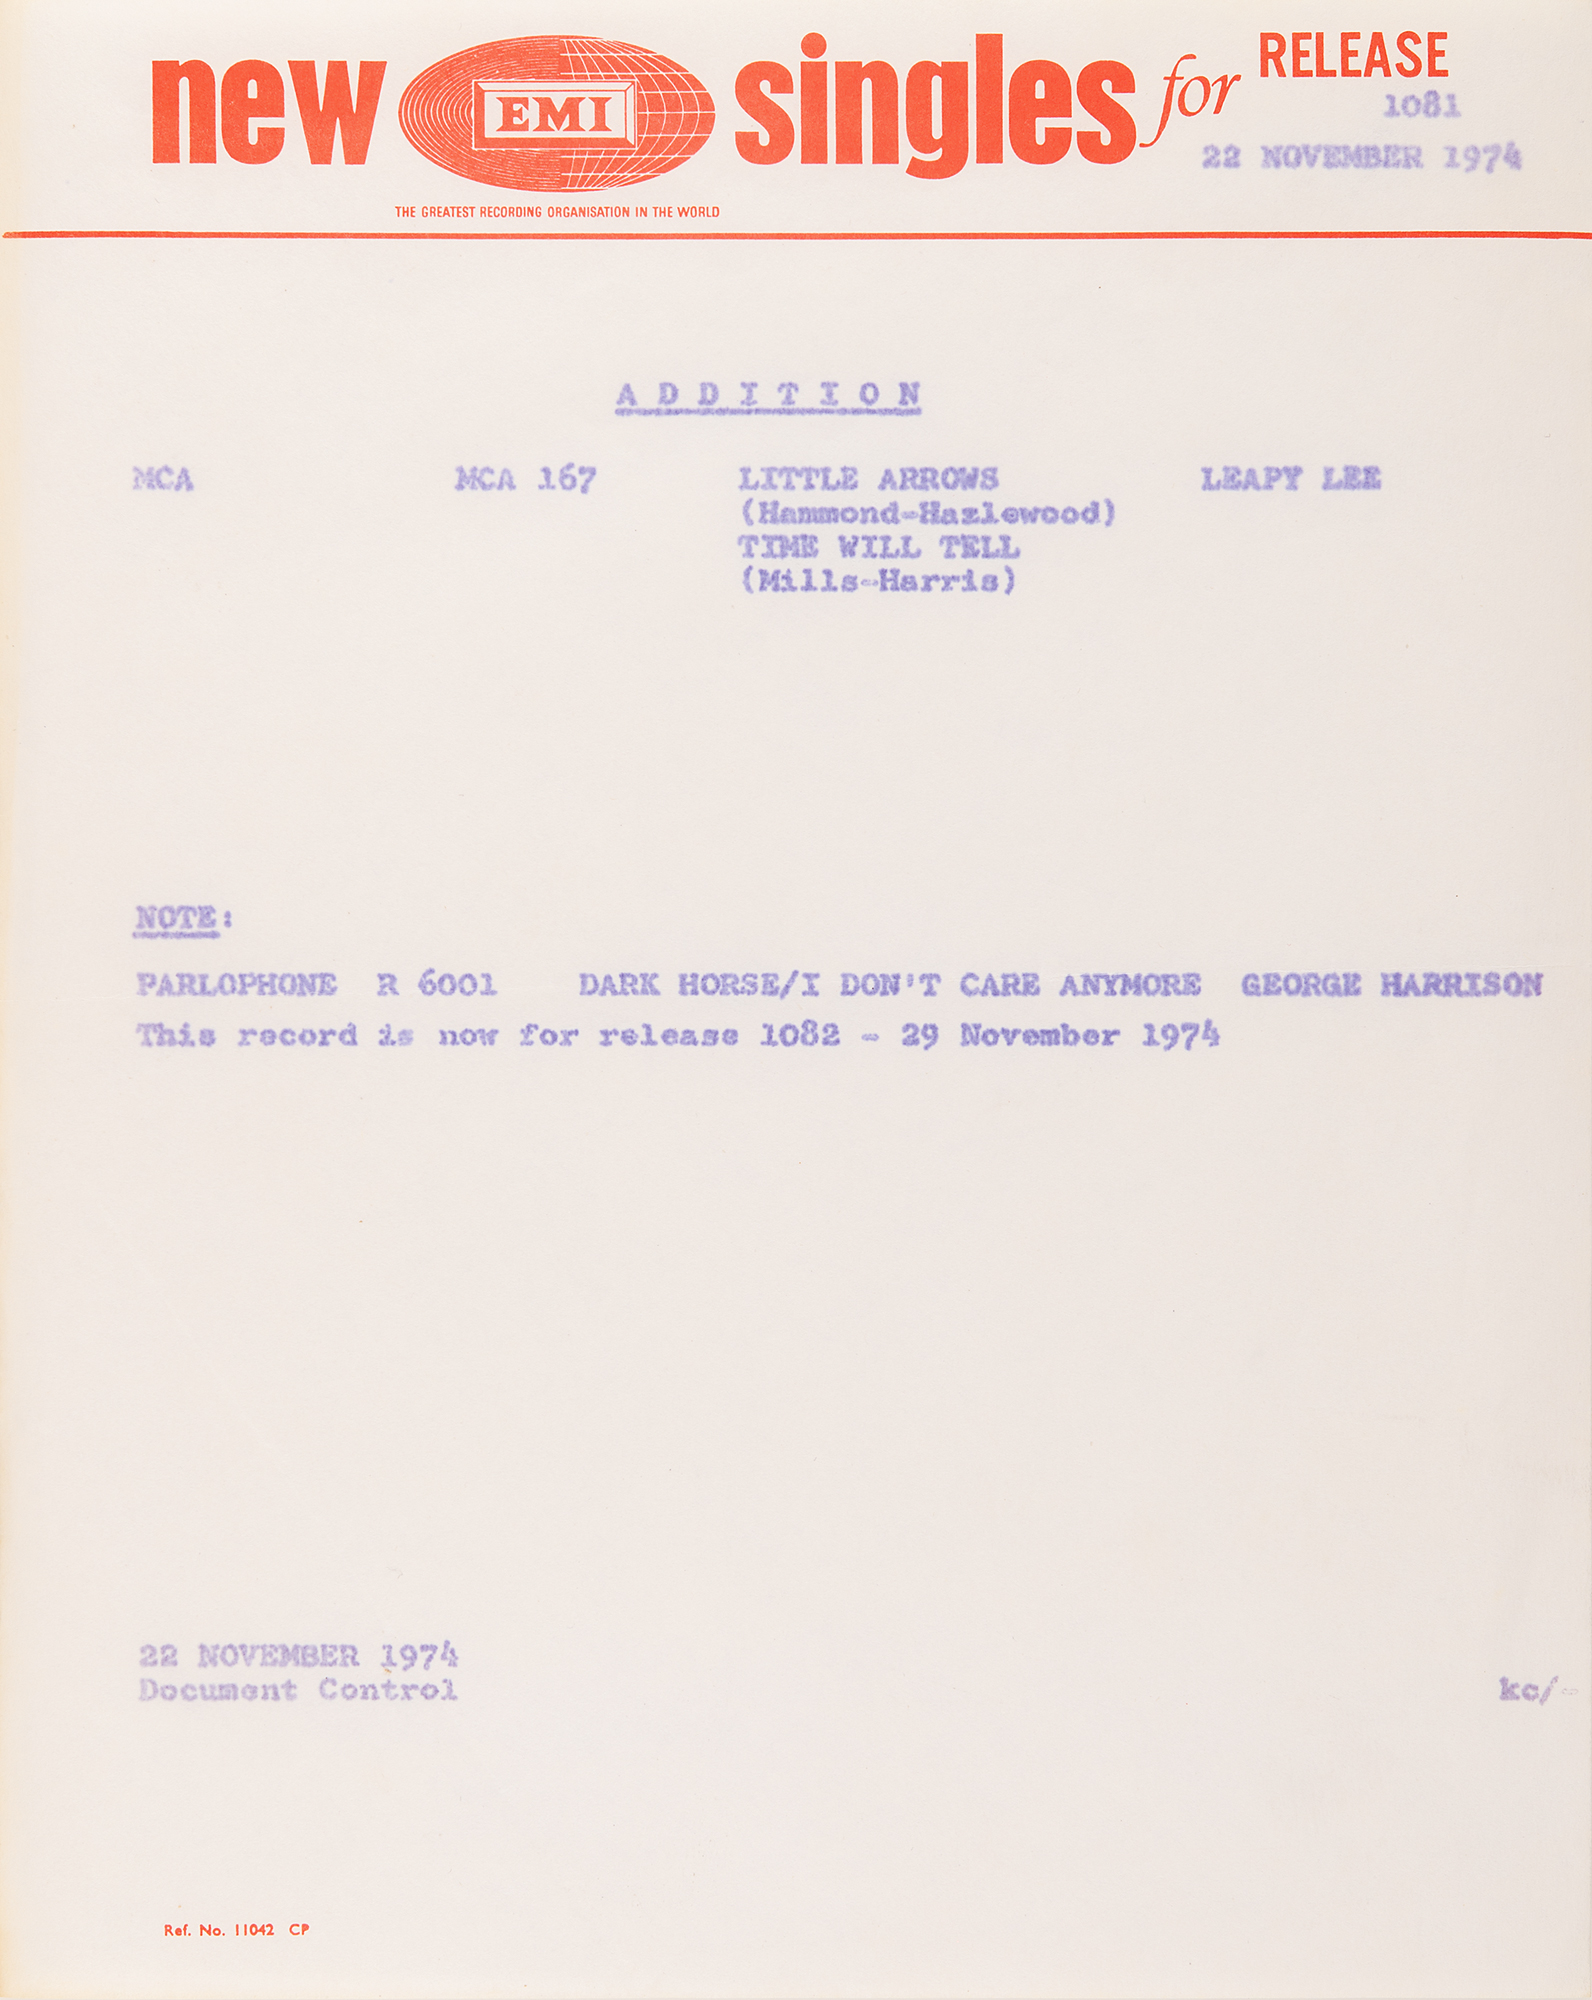 new EMI singles for RELEASE
1081
22 NOVEMBER 1974
THE GREATEST RECORDING ORGANISATION IN THE WORLD
A D D I T I O N
MCA MCA 167 LITTLE ARROWS LEAPY LEE
(Hammond-Hazlewood)
TIME WILL TELL
(Mills-Harris)
NOTE:
PARLOPHONE R 6001 DARK HORSE/I DON'T CARE ANYMORE GEORGE HARRISON
This record is now for release 1082 - 29 November 1974
22 NOVEMBER 1974
Document Control kc/-
Ref. No. 11042 CP